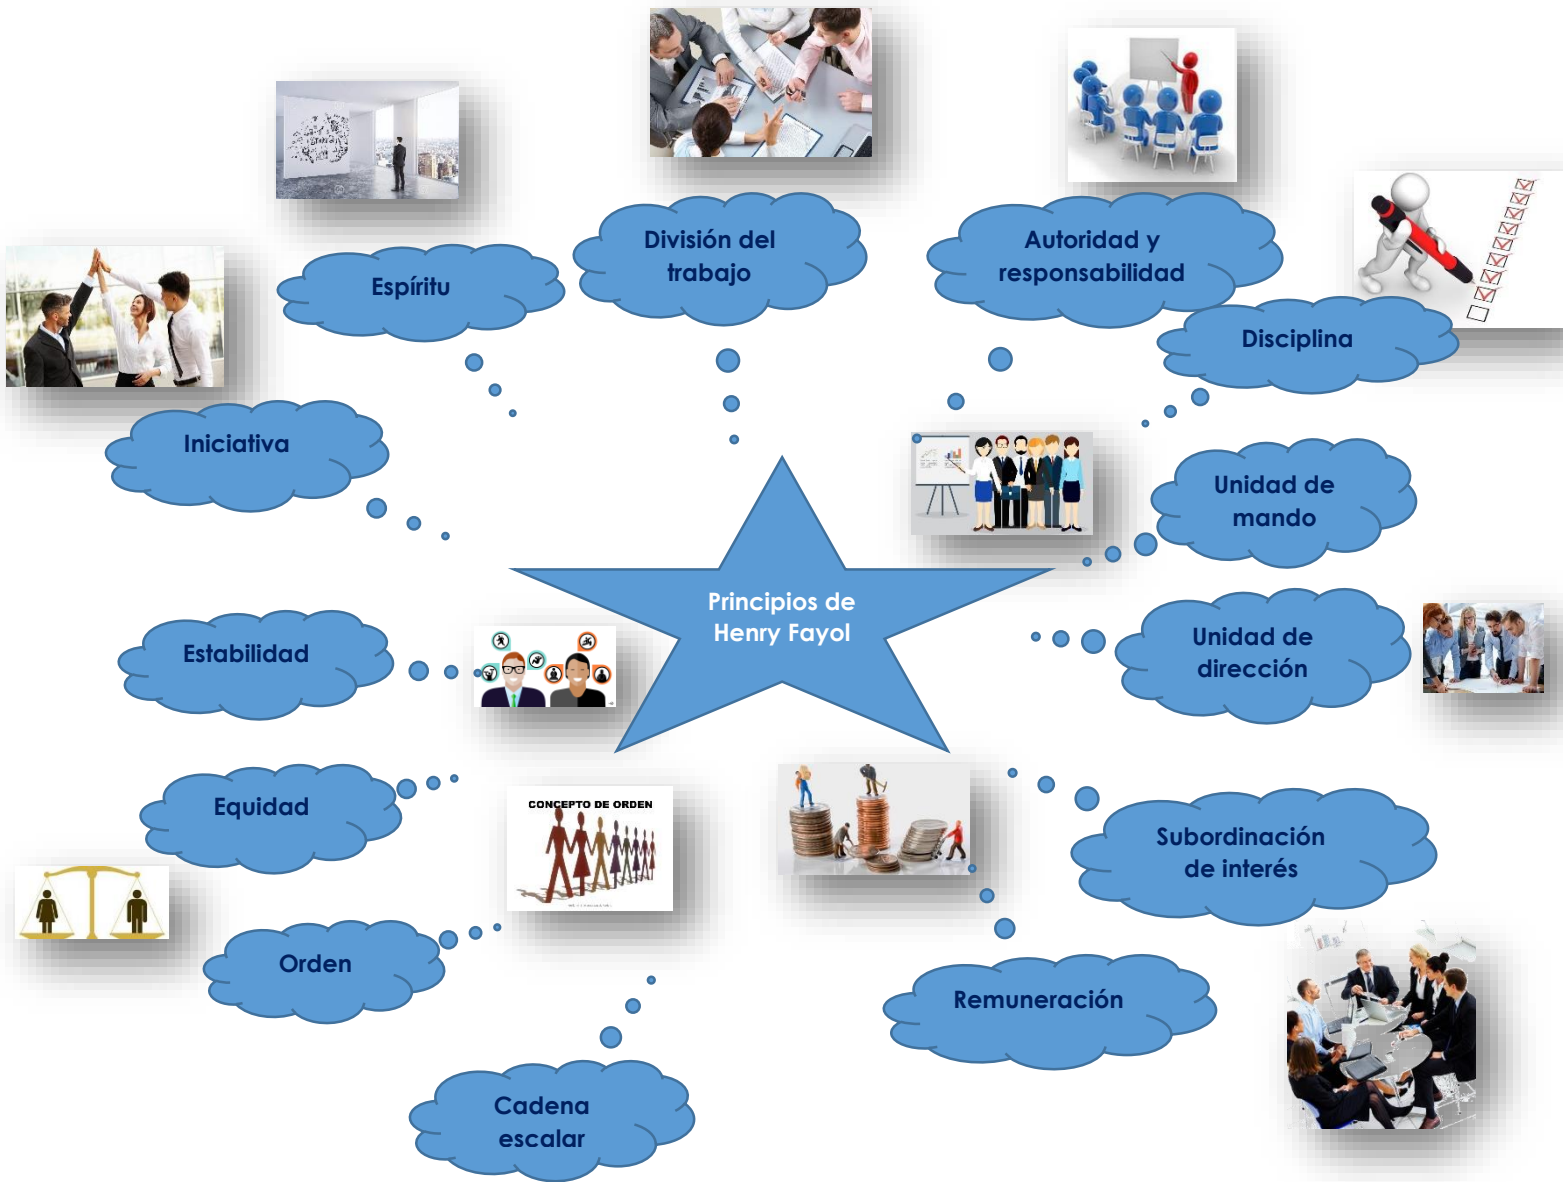 División del
trabajo
Autoridad y
responsabilidad
Espíritu
Disciplina
Iniciativa
Unidad de
mando
Principios de
Henry Fayol
Unidad de
dirección
Estabilidad
Equidad
CONCEPTO DE ORDEN
Subordinación
de interés
Orden
Remuneración
Cadena
escalar